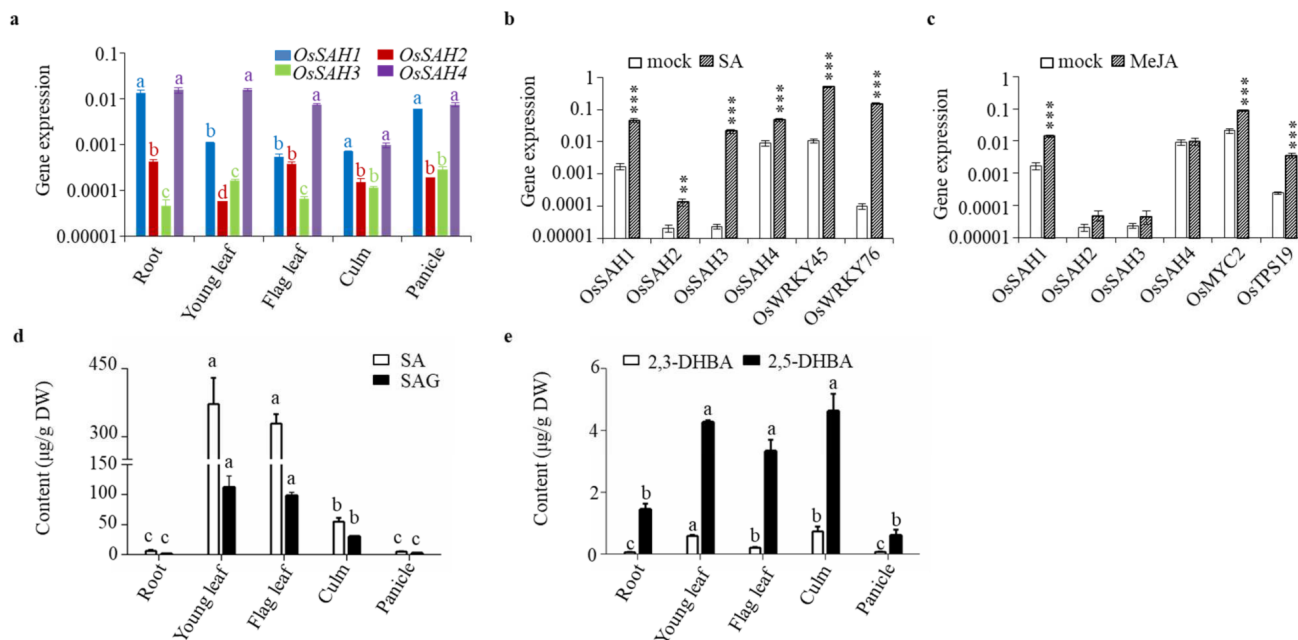 a
OsSAH1 OsSAH2
OsSAH3 OsSAH4
Gene expression
0.1
0.01
0.001
0.0001
0.00001
a b c a
b d c a
b b c a
a b b a
a b b a
Root
Young leaf
Flag leaf
Culm
Panicle
b
mock SA
Gene expression
1
0.1
0.01
0.001
0.0001
0.00001
***
**
***
***
***
***
OsSAH1
OsSAH2
OsSAH3
OsSAH4
OsWRKY45
OsWRKY76
c
mock MeJA
Gene expression
1
0.1
0.01
0.001
0.0001
0.00001
***
***
***
OsSAH1
OsSAH2
OsSAH3
OsSAH4
OsMYC2
OsTPS19
d
SA
SAG
Content (μg/g DW)
450
300
150
100
50
0
c c
a a
a a
b b
c c
Root
Young leaf
Flag leaf
Culm
Panicle
e
2,3-DHBA 2,5-DHBA
Content (μg/g DW)
6
4
2
0
c b
a a
b a
b a
c b
Root
Young leaf
Flag leaf
Culm
Panicle